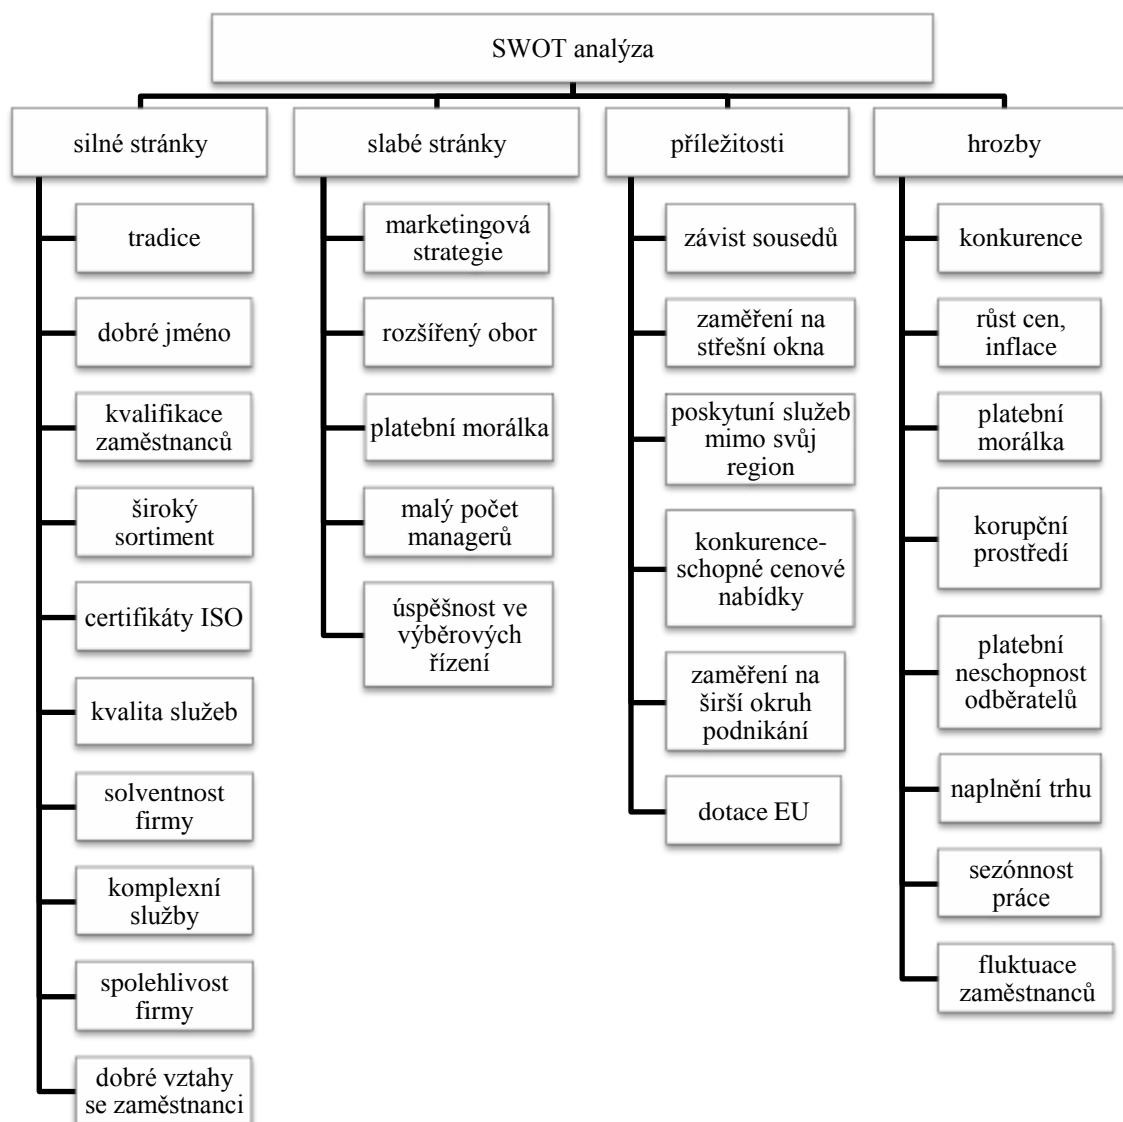 SWOT analýza
silné stránky
tradice
dobré jméno
kvalifikace
zaměstnanců
široký
sortiment
certifikáty ISO
kvalita služeb
solventnost
firmy
komplexní
služby
spolehlivost
firmy
dobré vztahy
se zaměstnanci
slabé stránky
marketingová
strategie
rozšířený obor
platební morálka
malý počet
managerů
úspěšnost ve
výběrových
řízení
příležitosti
závist sousedů
zaměření na
střešní okna
poskytuní služeb
mimo svůj
region
konkurence-
schopné cenové
nabídky
zaměření na
širší okruh
podnikání
dotace EU
hrozby
konkurence
růst cen,
inflace
platební
morálka
korupční
prostředí
platební
neschopnost
odběratelů
naplnění trhu
sezónnost
práce
fluktuace
zaměstnanců